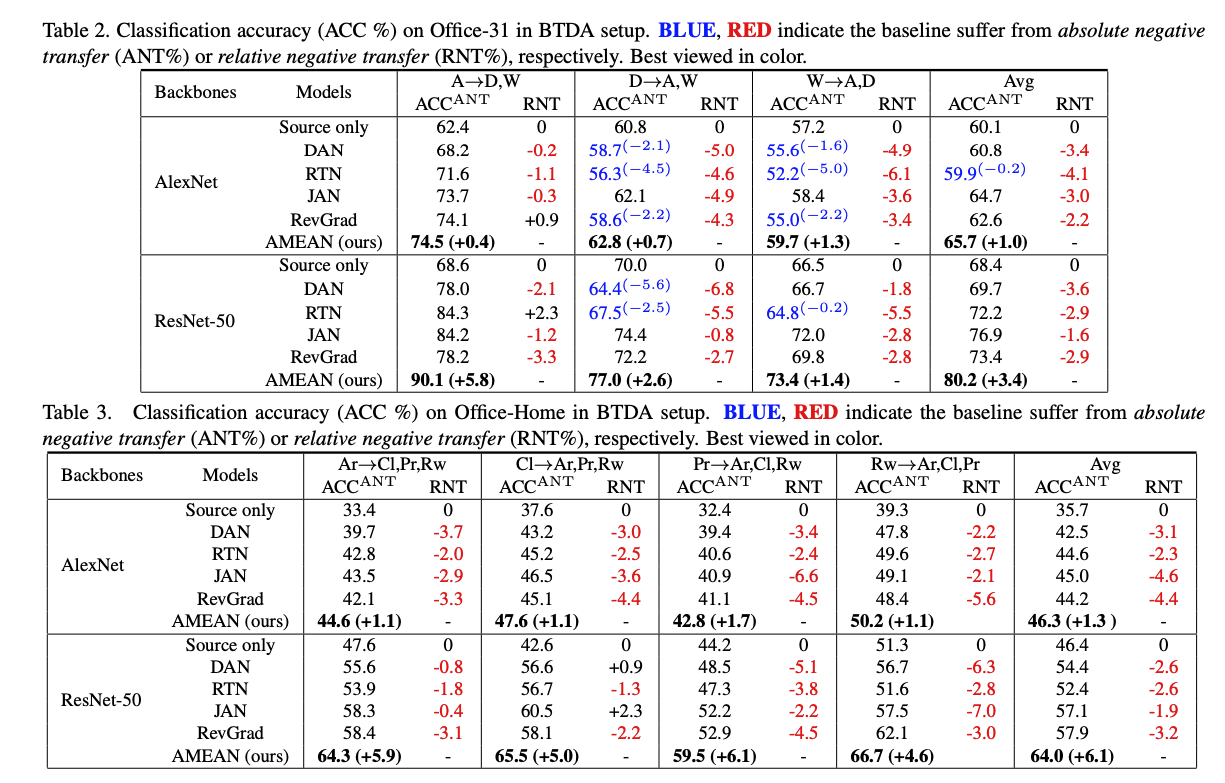 Table 2. Classification accuracy (ACC %) on Office-31 in BTDA setup. BLUE, RED indicate the baseline suffer from absolute negative
transfer (ANT%) or relative negative transfer (RNT%), respectively. Best viewed in color.
Backbones Models A→D,W D→A,W W→A,D Avg
ACC^ANT RNT ACC^ANT RNT ACC^ANT RNT ACC^ANT RNT
AlexNet
Source only 62.4 0 60.8 0 57.2 0 60.1 0
DAN 68.2 -0.2 58.7(−2.1) -5.0 55.6(−1.6) -4.9 60.8 -3.4
RTN 71.6 -1.1 56.3(−4.5) -4.6 52.2(−5.0) -6.1 59.9(−0.2) -4.1
JAN 73.7 -0.3 62.1 -4.9 58.4 -3.6 64.7 -3.0
RevGrad 74.1 +0.9 58.6(−2.2) -4.3 55.0(−2.2) -3.4 62.6 -2.2
AMEAN (ours) 74.5 (+0.4) - 62.8 (+0.7) - 59.7 (+1.3) - 65.7 (+1.0) -
ResNet-50
Source only 68.6 0 70.0 0 66.5 0 68.4 0
DAN 78.0 -2.1 64.4(−5.6) -6.8 66.7 -1.8 69.7 -3.6
RTN 84.3 +2.3 67.5(−2.5) -5.5 64.8(−0.2) -5.5 72.2 -2.9
JAN 84.2 -1.2 74.4 -0.8 72.0 -2.8 76.9 -1.6
RevGrad 78.2 -3.3 72.2 -2.7 69.8 -2.8 73.4 -2.9
AMEAN (ours) 90.1 (+5.8) - 77.0 (+2.6) - 73.4 (+1.4) - 80.2 (+3.4) -
Table 3. Classification accuracy (ACC %) on Office-Home in BTDA setup. BLUE, RED indicate the baseline suffer from absolute
negative transfer (ANT%) or relative negative transfer (RNT%), respectively. Best viewed in color.
Backbones Models Ar→Cl,Pr,Rw Cl→Ar,Pr,Rw Pr→Ar,Cl,Rw Rw→Ar,Cl,Pr Avg
ACC^ANT RNT ACC^ANT RNT ACC^ANT RNT ACC^ANT RNT ACC^ANT RNT
AlexNet
Source only 33.4 0 37.6 0 32.4 0 39.3 0 35.7 0
DAN 39.7 -3.7 43.2 -3.0 39.4 -3.4 47.8 -2.2 42.5 -3.1
RTN 42.8 -2.0 45.2 -2.5 40.6 -2.4 49.6 -2.7 44.6 -2.3
JAN 43.5 -2.9 46.5 -3.6 40.9 -6.6 49.1 -2.1 45.0 -4.6
RevGrad 42.1 -3.3 45.1 -4.4 41.1 -4.5 48.4 -5.6 44.2 -4.4
AMEAN (ours) 44.6 (+1.1) - 47.6 (+1.1) - 42.8 (+1.7) - 50.2 (+1.1) 46.3 (+1.3 ) -
ResNet-50
Source only 47.6 0 42.6 0 44.2 0 51.3 0 46.4 0
DAN 55.6 -0.8 56.6 +0.9 48.5 -5.1 56.7 -6.3 54.4 -2.6
RTN 53.9 -1.8 56.7 -1.3 47.3 -3.8 51.6 -2.8 52.4 -2.6
JAN 58.3 -0.4 60.5 +2.3 52.2 -2.2 57.5 -7.0 57.1 -1.9
RevGrad 58.4 -3.1 58.1 -2.2 52.9 -4.5 62.1 -3.0 57.9 -3.2
AMEAN (ours) 64.3 (+5.9) - 65.5 (+5.0) - 59.5 (+6.1) - 66.7 (+4.6) 64.0 (+6.1) -